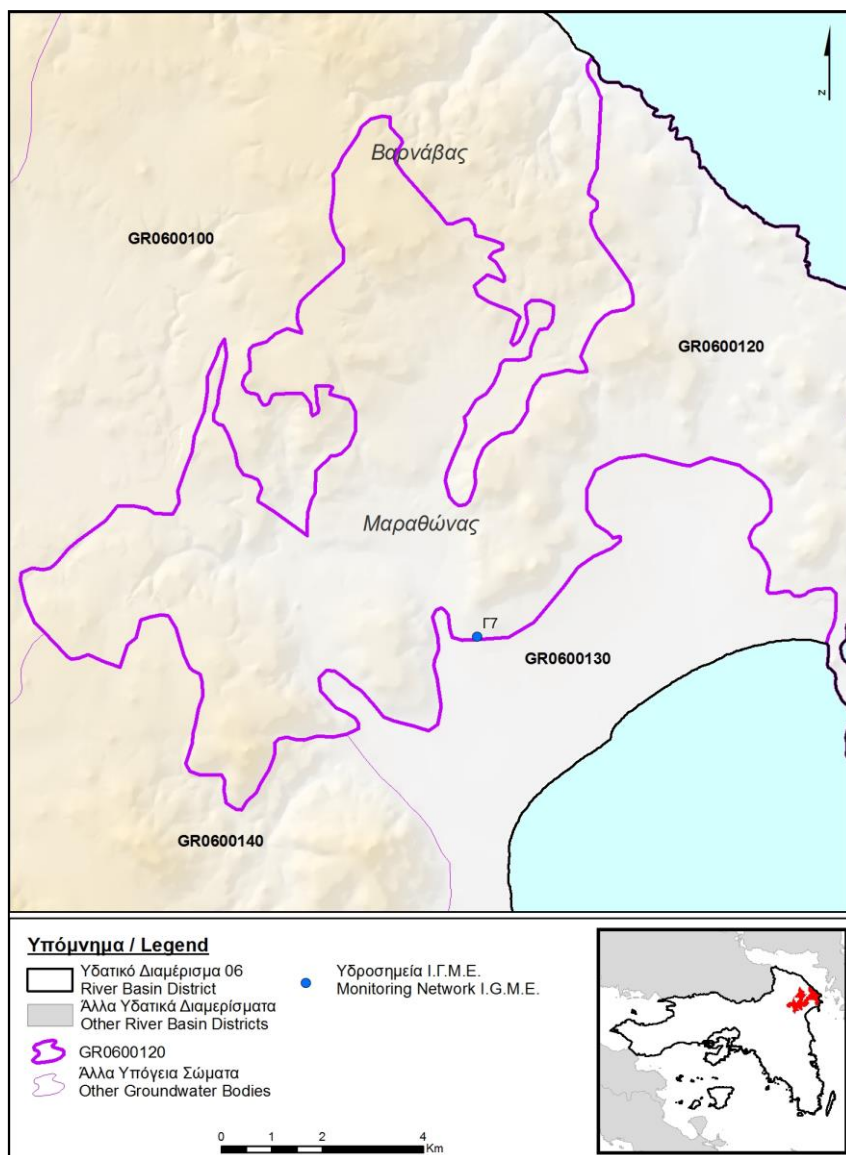 N
Βαρνάβας
GR0600100
GR0600120
Μαραθώνας
Γ7
GR0600130
GR0600140
Υπόμνημα / Legend
Υδατικό Διαμέρισμα 06
River Basin District
Άλλα Υδατικά Διαμερίσματα
Other River Basin Districts
GR0600120
Άλλα Υπόγεια Σώματα
Other Groundwater Bodies
Υδροσημεία Ι.Γ.Μ.Ε.
Monitoring Network I.G.M.E.
0 1 2 4
Km